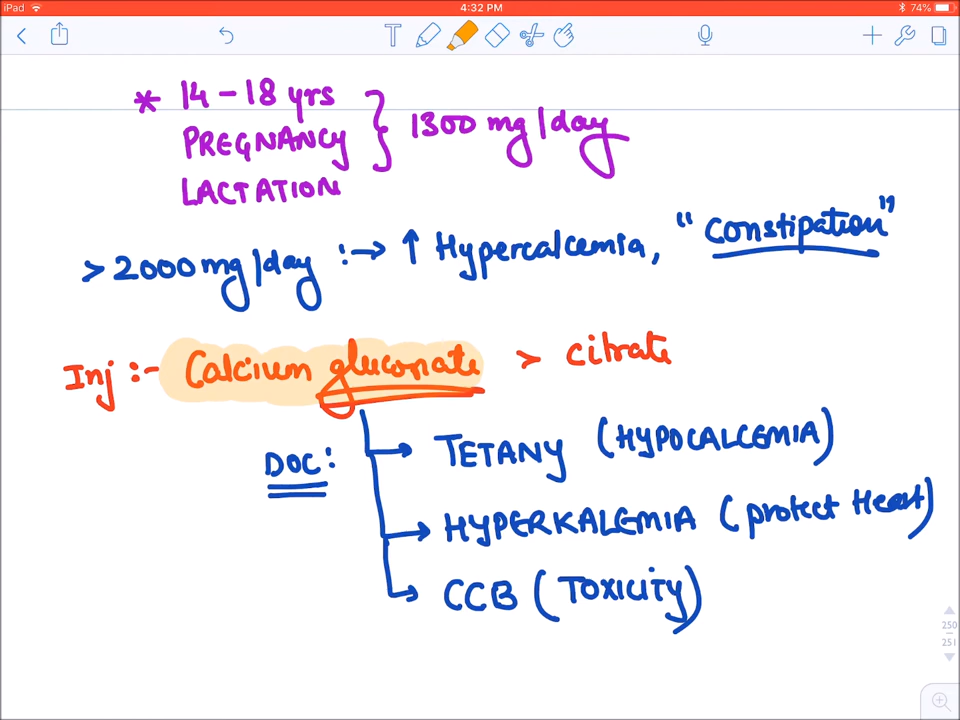 iPad 4:32 PM 74%
* 14 - 18 yrs
PREGNANCY } 1300 mg/day
LACTATION
> 2000 mg/day :→ ↑ Hypercalcemia, "Constipation"
Inj :- Calcium gluconate > citrate
DOC: → TETANY (HYPOCALCEMIA)
→ HYPERKALEMIA (protect Heart)
→ CCB (TOXICITY)
250
251